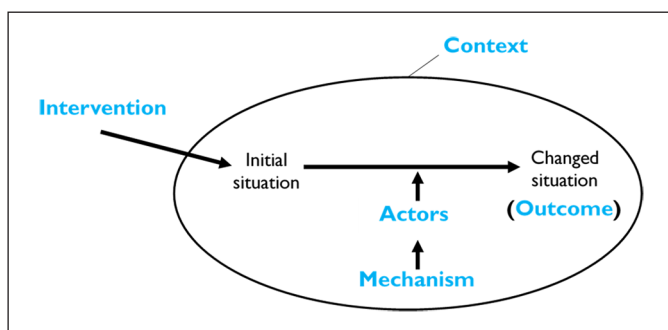 Context
Intervention
Initial
situation
Changed
situation
(Outcome)
Actors
Mechanism